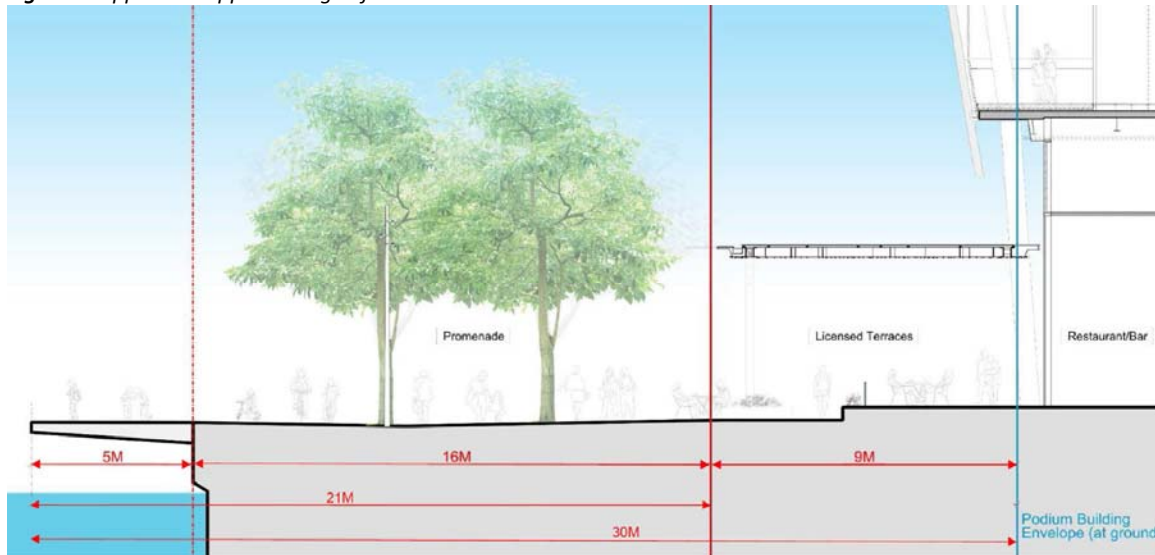 Promenade
Licensed Terraces
Restaurant/Bar
5M
16M
9M
21M
30M
Podium Building
Envelope (at ground